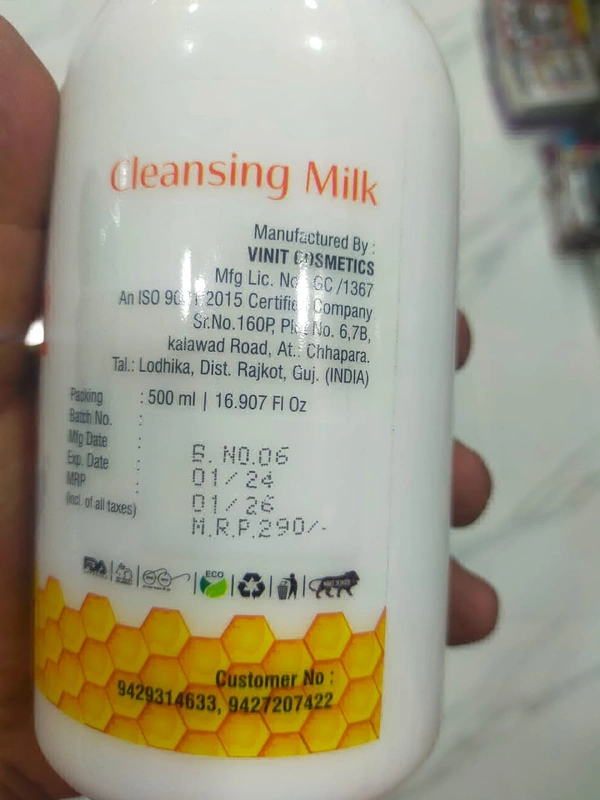 Cleansing Milk
Manufactured By :
VINIT COSMETICS
Mfg Lic. No GC /1367
An ISO 2015 Certified Company
Sr.No.160P, No. 6,7B,
kalawad Road, At.: Chhapara.
Tal.: Lodhika, Dist. Rajkot, Guj. (INDIA)
Packing : 500 ml | 16.907 Fl Oz
Batch No. :
Mfg Date :
Exp. Date :
MRP :
(incl. of all taxes)
B. NO.06
01/24
01/26
M.R.P.290/-
ECO
Customer No :
9429314633, 9427207422